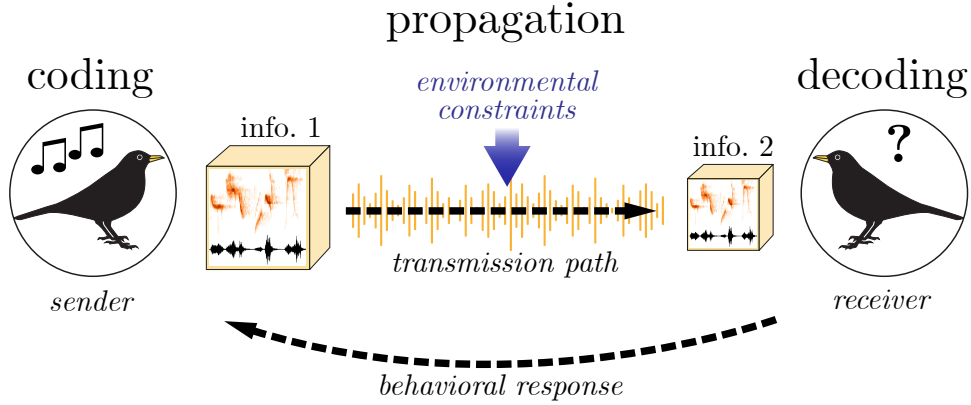 propagation
coding
decoding
environmental
constraints
info. 1
info. 2
?
transmission path
sender
receiver
behavioral response